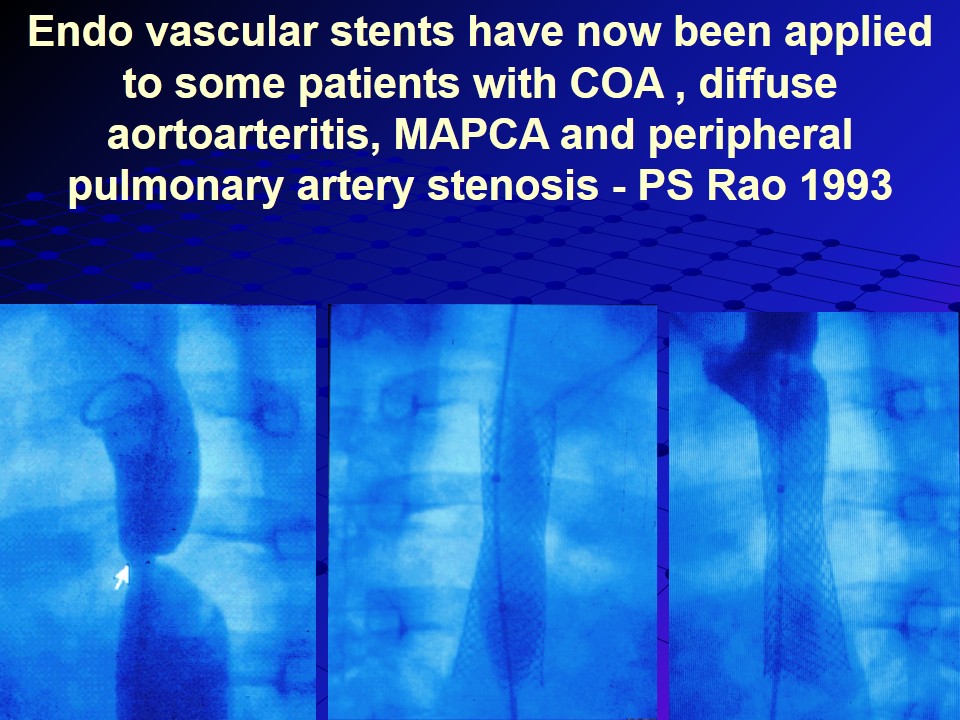 Endo vascular stents have now been applied
to some patients with COA , diffuse
aortoarteritis, MAPCA and peripheral
pulmonary artery stenosis - PS Rao 1993